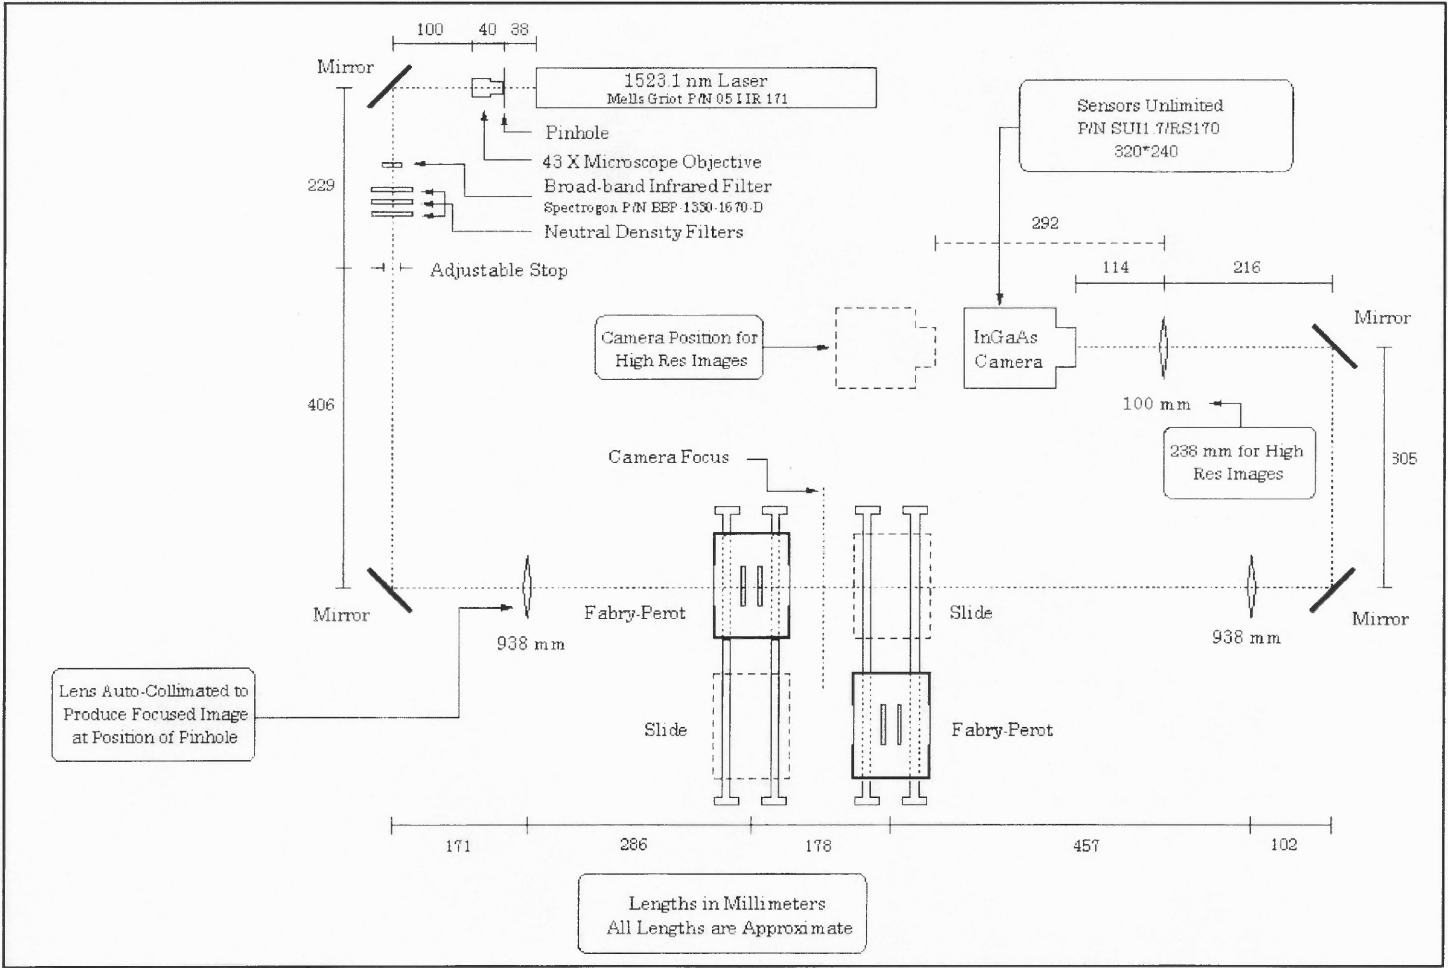 100
40
38
Mirror
1523.1 nm Laser
Mells Griot P/N 05 IIR 171
Pinhole
43 X Microscope Objective
Broad-band Infrared Filter
Spectrogon P/N BBP-1330-1670-D
Neutral Density Filters
229
Adjustable Stop
406
Sensors Unlimited
P/N SUI1.7/RS170
320*240
292
114
216
Camera Position for
High Res Images
InGaAs
Camera
Mirror
100 mm
238 mm for High
Res Images
305
Camera Focus
Mirror
938 mm
Fabry-Perot
Slide
938 mm
Mirror
Lens Auto-Collimated to
Produce Focused Image
at Position of Pinhole
Slide
Fabry-Perot
171
286
178
457
102
Lengths in Millimeters
All Lengths are Approximate